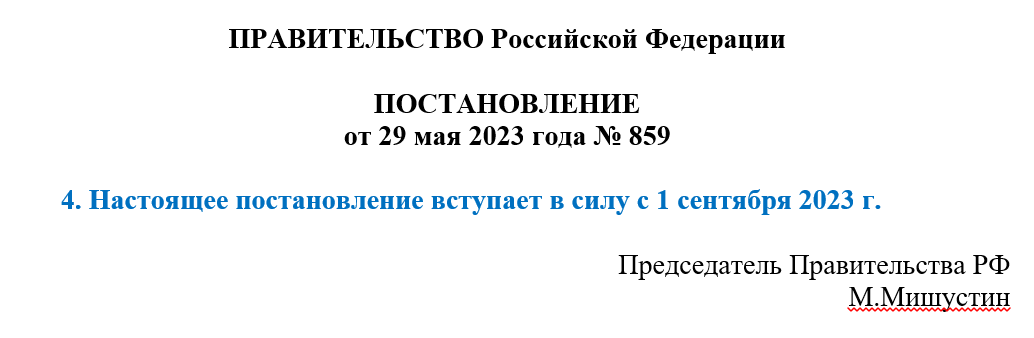 ПРАВИТЕЛЬСТВО Российской Федерации
ПОСТАНОВЛЕНИЕ
от 29 мая 2023 года № 859
4. Настоящее постановление вступает в силу с 1 сентября 2023 г.
Председатель Правительства РФ
М.Мишустин